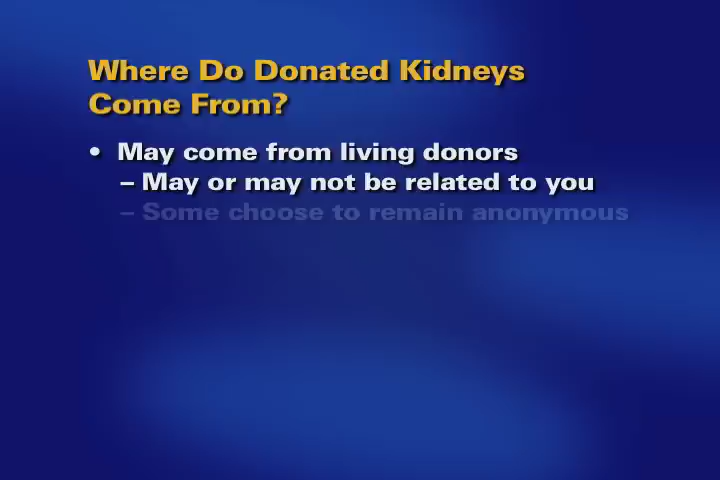 Where Do Donated Kidneys
Come From?
• May come from living donors
– May or may not be related to you
– Some choose to remain anonymous